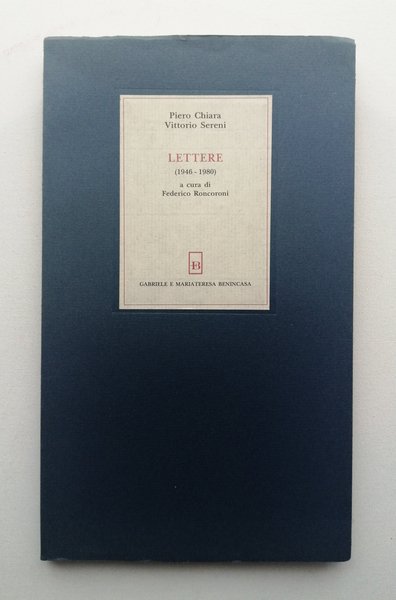 Piero Chiara
Vittorio Sereni
LETTERE
(1946 - 1980)
a cura di
Federico Roncoroni
B
GABRIELE E MARIATERESA BENINCASA